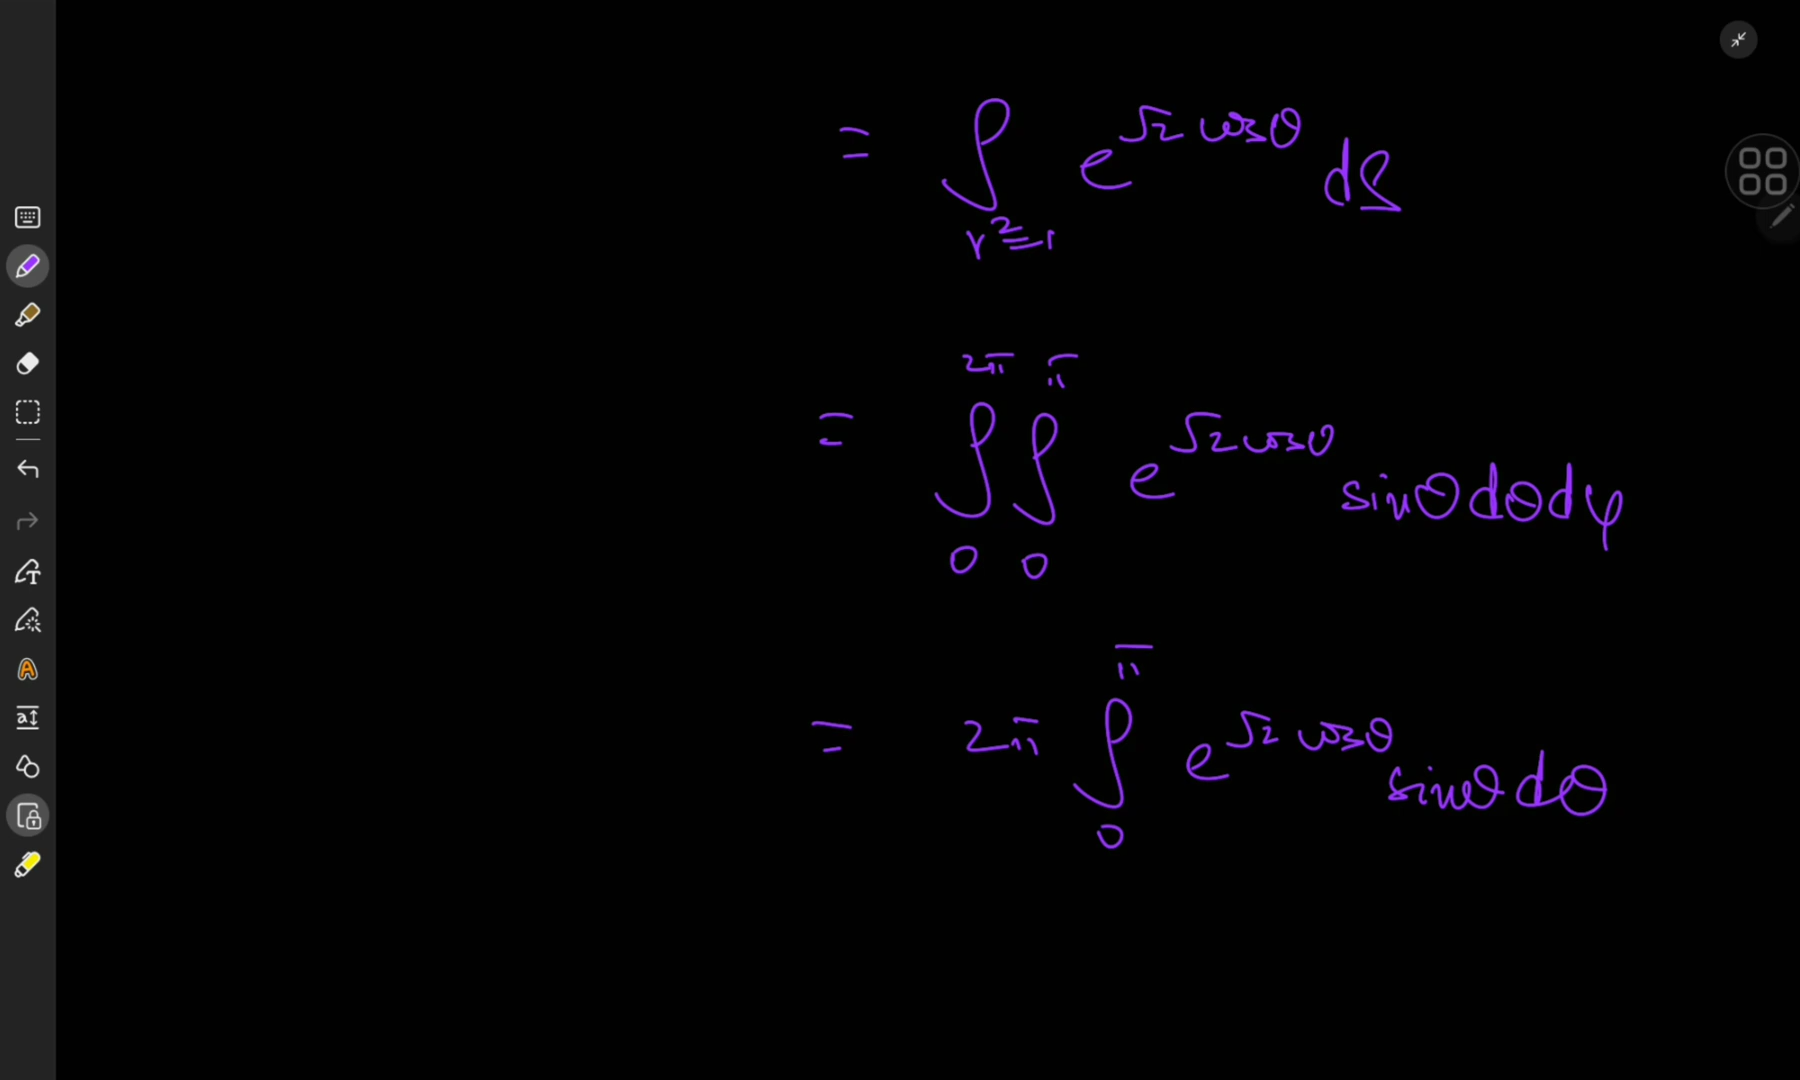 = ∫ e^{√2 cosθ} dS
r²=1
= ∫_0^{2π} ∫_0^{π} e^{√2 cosθ} sinθ dθ dφ
= 2π ∫_0^{π} e^{√2 cosθ} sinθ dθ